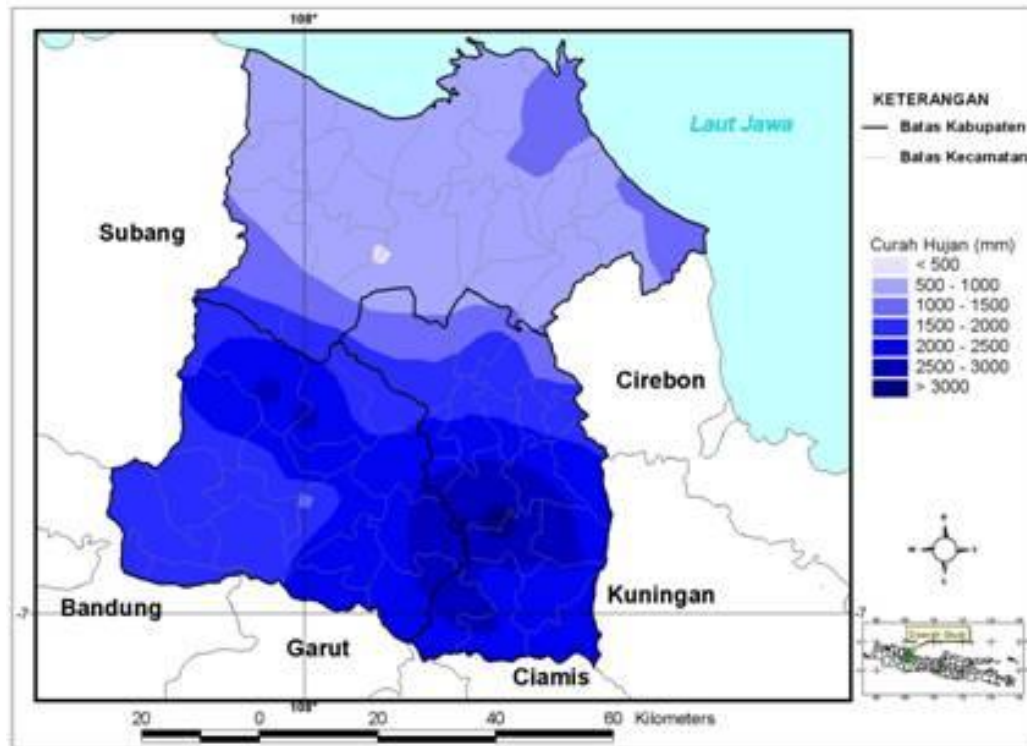 108°
Laut Jawa
KETERANGAN
Batas Kabupaten
Batas Kecamatan
Subang
Curah Hujan (mm)
< 500
500 - 1000
1000 - 1500
1500 - 2000
2000 - 2500
2500 - 3000
> 3000
Cirebon
Bandung
Kuningan
-7
-7
Garut
Ciamis
108°
20 0 20 40 60 Kilometers